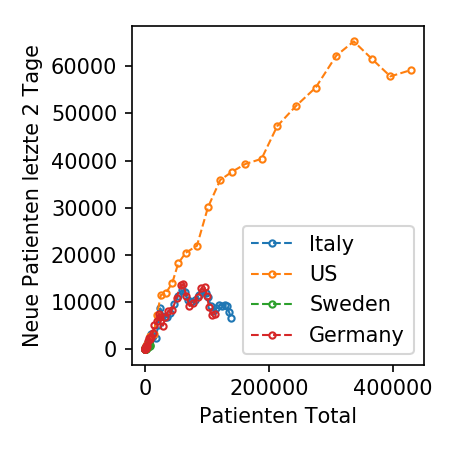 Neue Patienten letzte 2 Tage
60000
50000
40000
30000
20000
10000
0
Italy
US
Sweden
Germany
0
200000
400000
Patienten Total